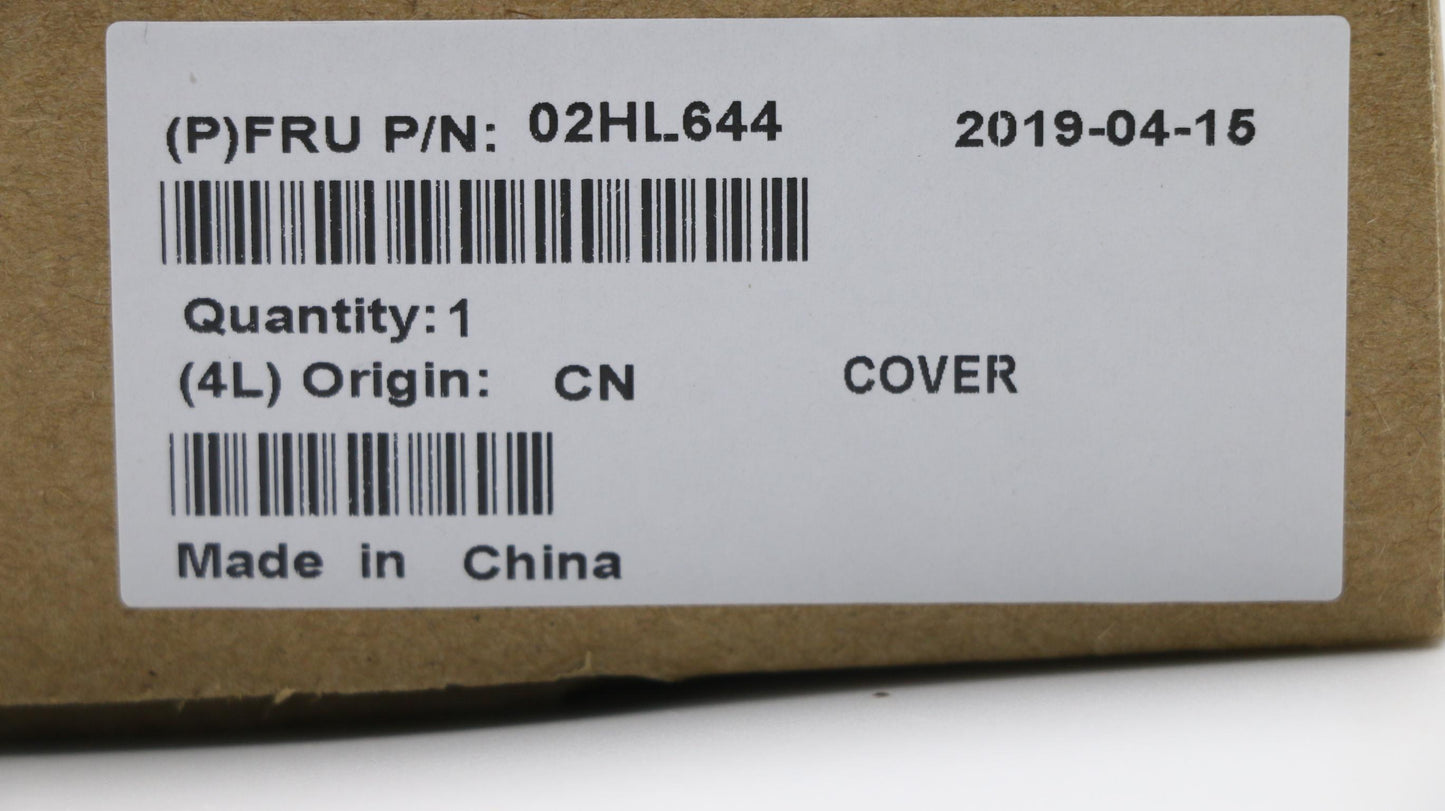 (P)FRU P/N: 02HL644 2019-04-15
Quantity: 1
(4L) Origin: CN COVER
Made in China